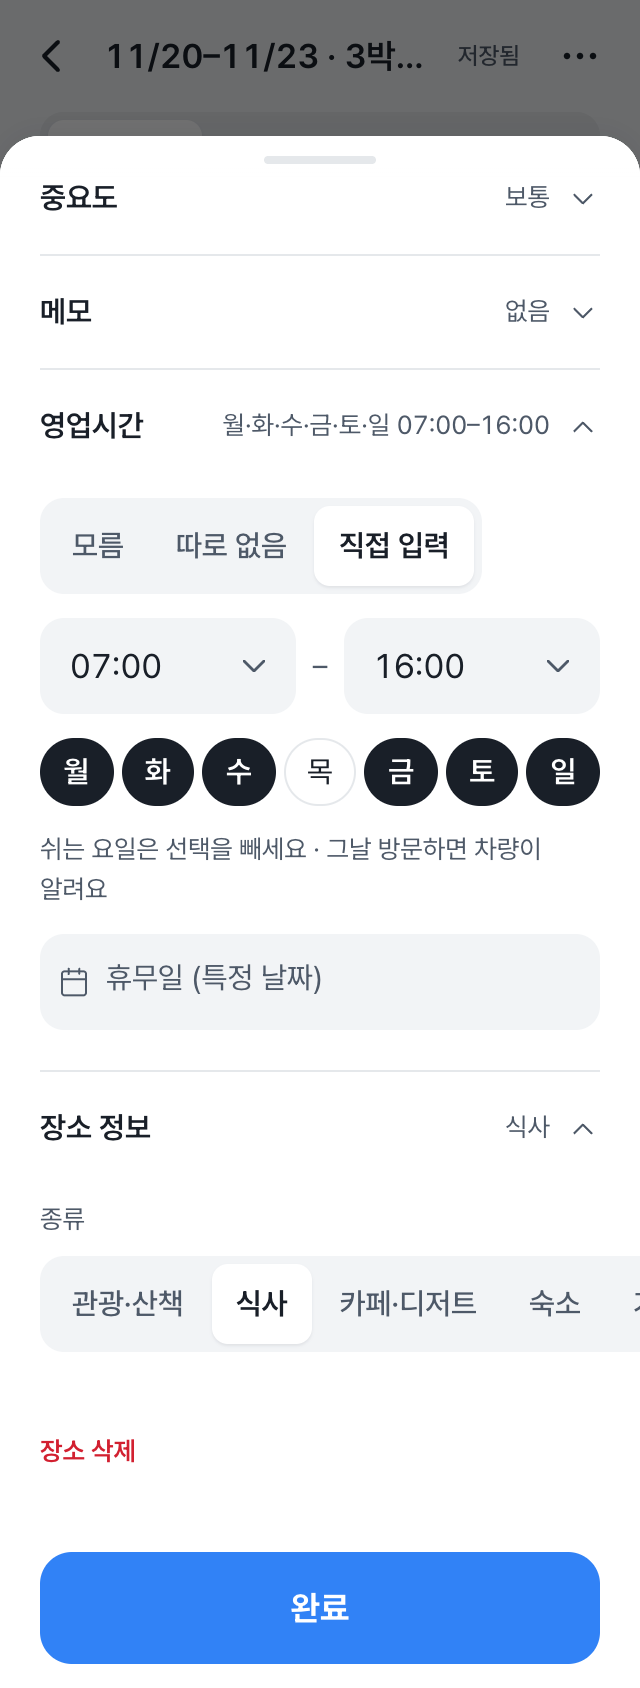 11/20–11/23 · 3박... 저장됨
중요도 보통
메모 없음
영업시간 월·화·수·금·토·일 07:00–16:00
모름 따로 없음 직접 입력
07:00 – 16:00
월 화 수 목 금 토 일
쉬는 요일은 선택을 빼세요 · 그날 방문하면 차량이
알려요
휴무일 (특정 날짜)
장소 정보 식사
종류
관광·산책 식사 카페·디저트 숙소
장소 삭제
완료